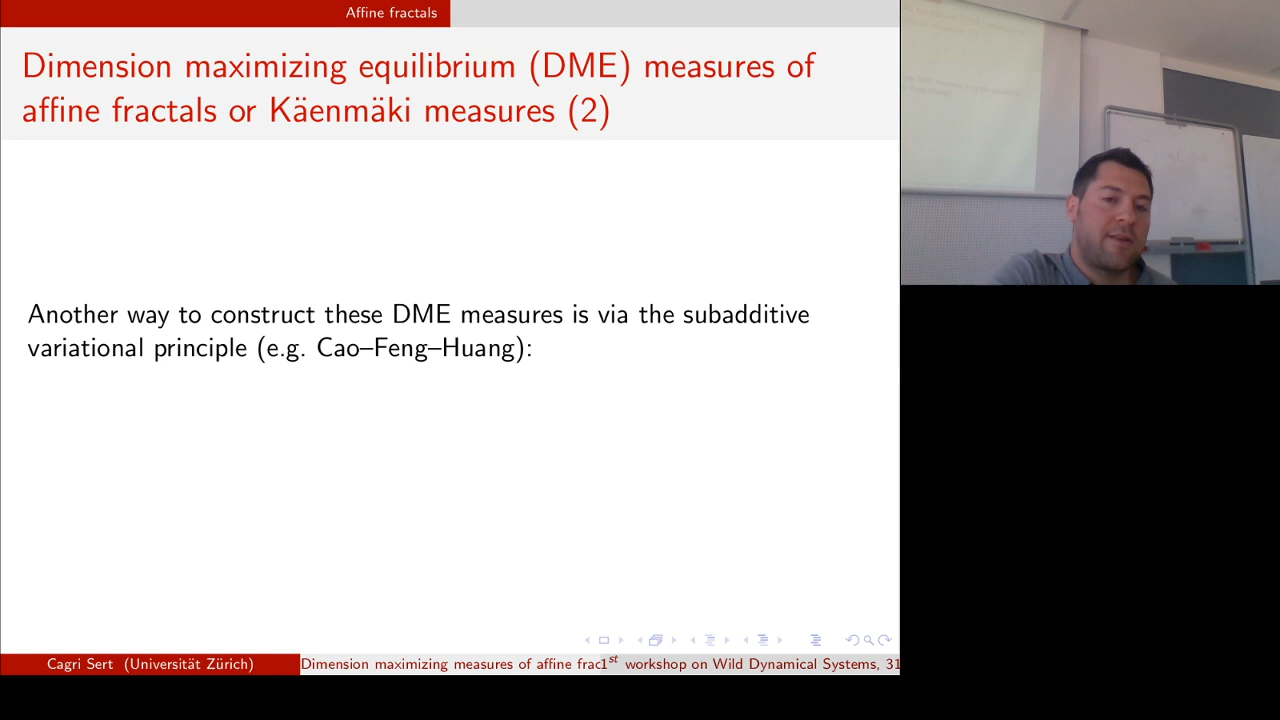 Affine fractals
Dimension maximizing equilibrium (DME) measures of
affine fractals or Käenmäki measures (2)
Another way to construct these DME measures is via the subadditive
variational principle (e.g. Cao–Feng–Huang):
Cagri Sert (Universität Zürich)
Dimension maximizing measures of affine frac
1st workshop on Wild Dynamical Systems, 31